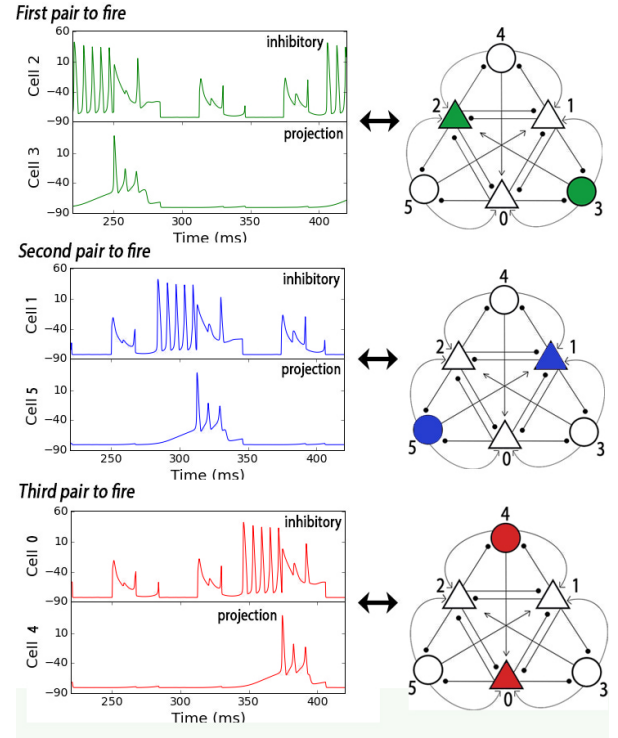 First pair to fire
60
10
−40
−90
Cell 2
inhibitory
10
−40
−90
Cell 3
projection
250
300
350
400
Time (ms)
4
2
1
5
3
0
Second pair to fire
60
10
−40
−90
Cell 1
inhibitory
10
−40
−90
Cell 5
projection
250
300
350
400
Time (ms)
4
2
1
5
3
0
Third pair to fire
60
10
−40
−90
Cell 0
inhibitory
10
−40
−90
Cell 4
projection
250
300
350
400
Time (ms)
4
2
1
5
3
0